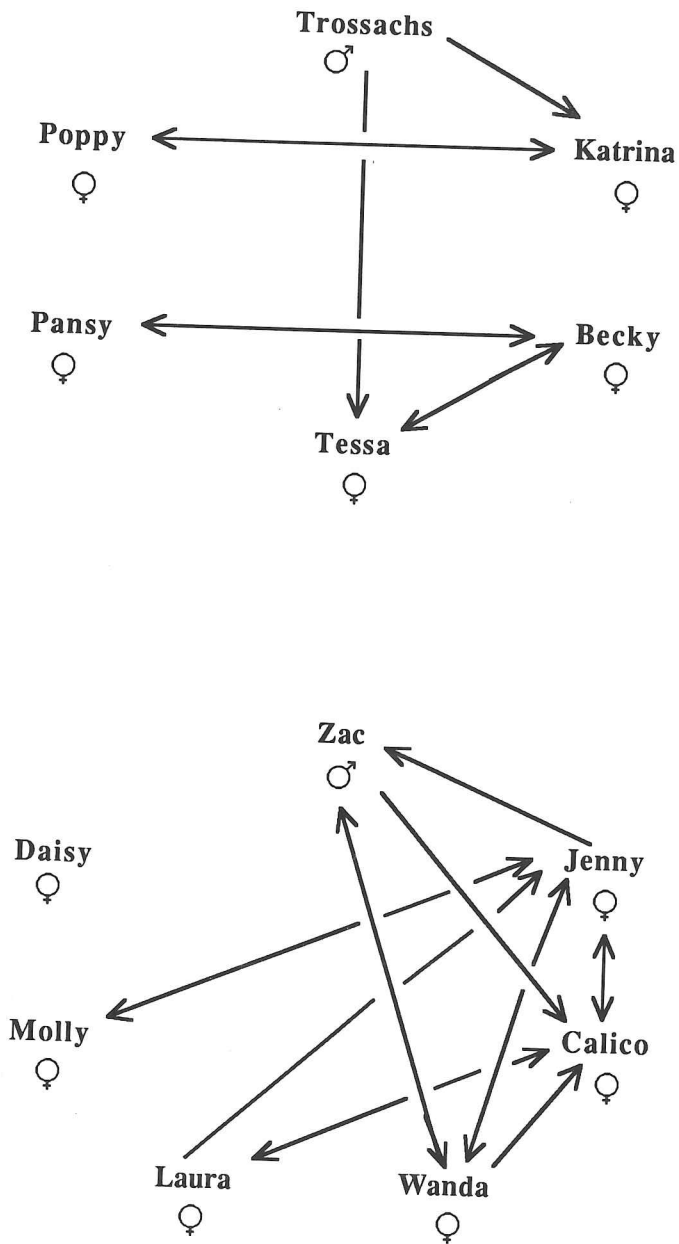 Trossachs
♂
Poppy
♀
Katrina
♀
Pansy
♀
Becky
♀
Tessa
♀
Zac
♂
Daisy
♀
Jenny
♀
Molly
♀
Calico
♀
Laura
♀
Wanda
♀